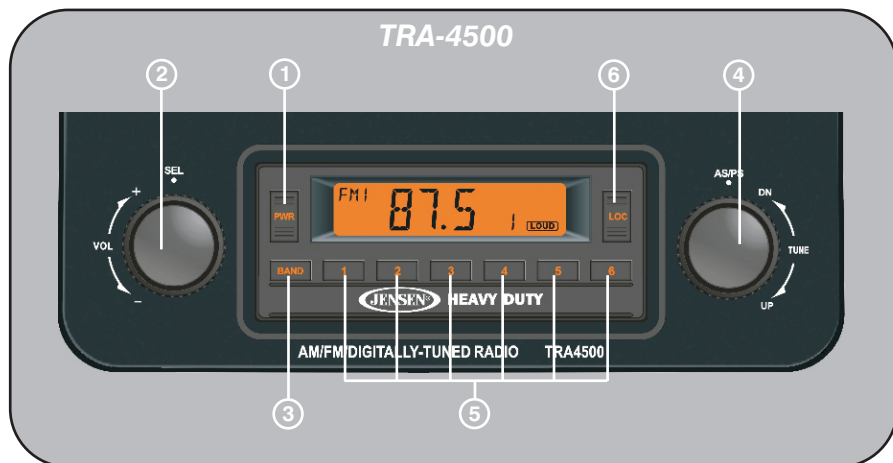 TRA-4500
2 1 6 4
SEL
AS/PS
+
VOL
−
PWR
FM1 87.5 1 LOUD
LOC
DN
TUNE
UP
BAND 1 2 3 4 5 6
JENSEN® HEAVY DUTY
AM/FM/DIGITALLY-TUNED RADIO TRA4500
3 5